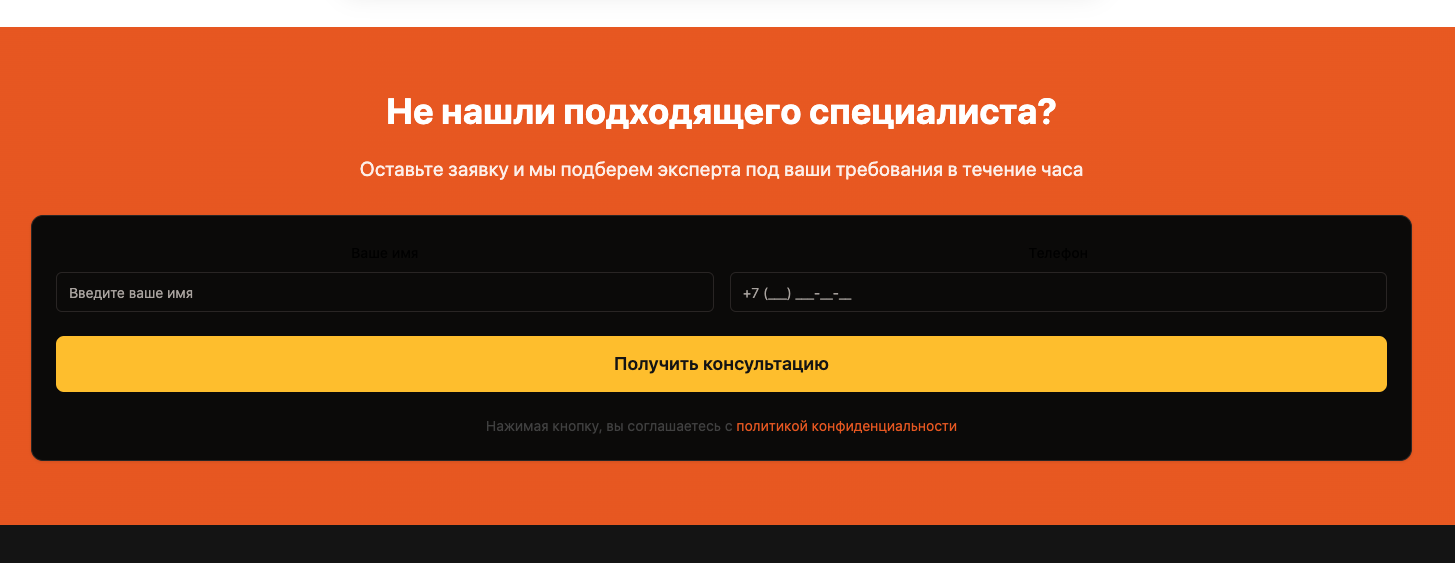 Не нашли подходящего специалиста?
Оставьте заявку и мы подберем эксперта под ваши требования в течение часа
Ваше имя
Телефон
Введите ваше имя
+7 (___) ___-__-__
Получить консультацию
Нажимая кнопку, вы соглашаетесь с политикой конфиденциальности